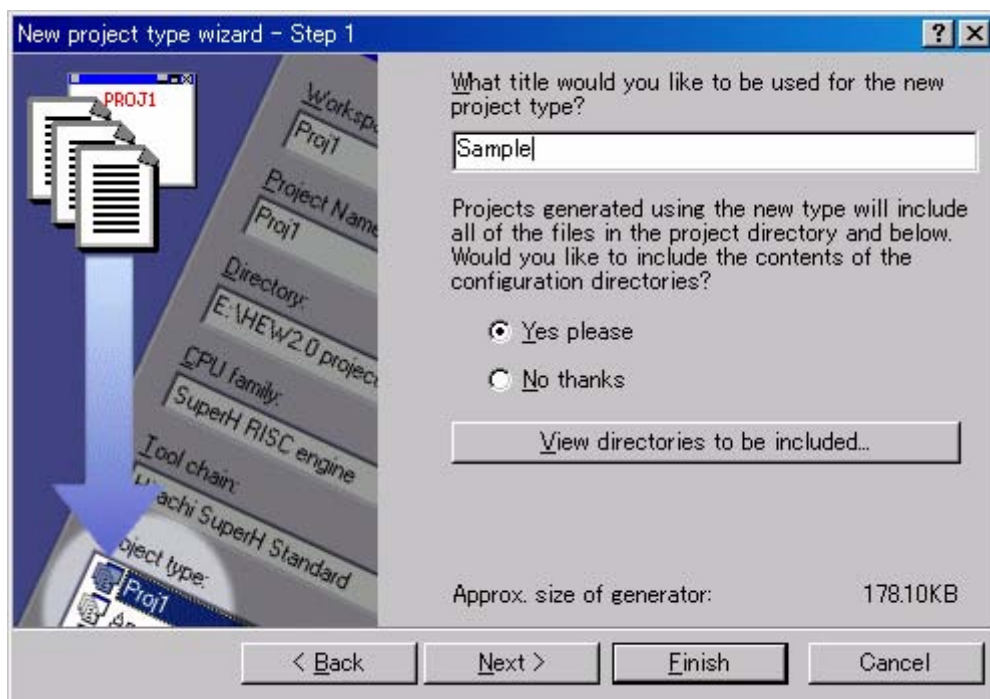 New project type wizard - Step 1
PROJ1
Workspa
Proj1
Project Name
Proj1
Directory:
E:\HEW2.0 projec
CPU family:
SuperH RISC engine
Tool chain:
Hitachi SuperH Standard
oject type:
Proj1
What title would you like to be used for the new
project type?
Sample
Projects generated using the new type will include
all of the files in the project directory and below.
Would you like to include the contents of the
configuration directories?
Yes please
No thanks
View directories to be included...
Approx. size of generator: 178.10KB
< Back Next > Finish Cancel